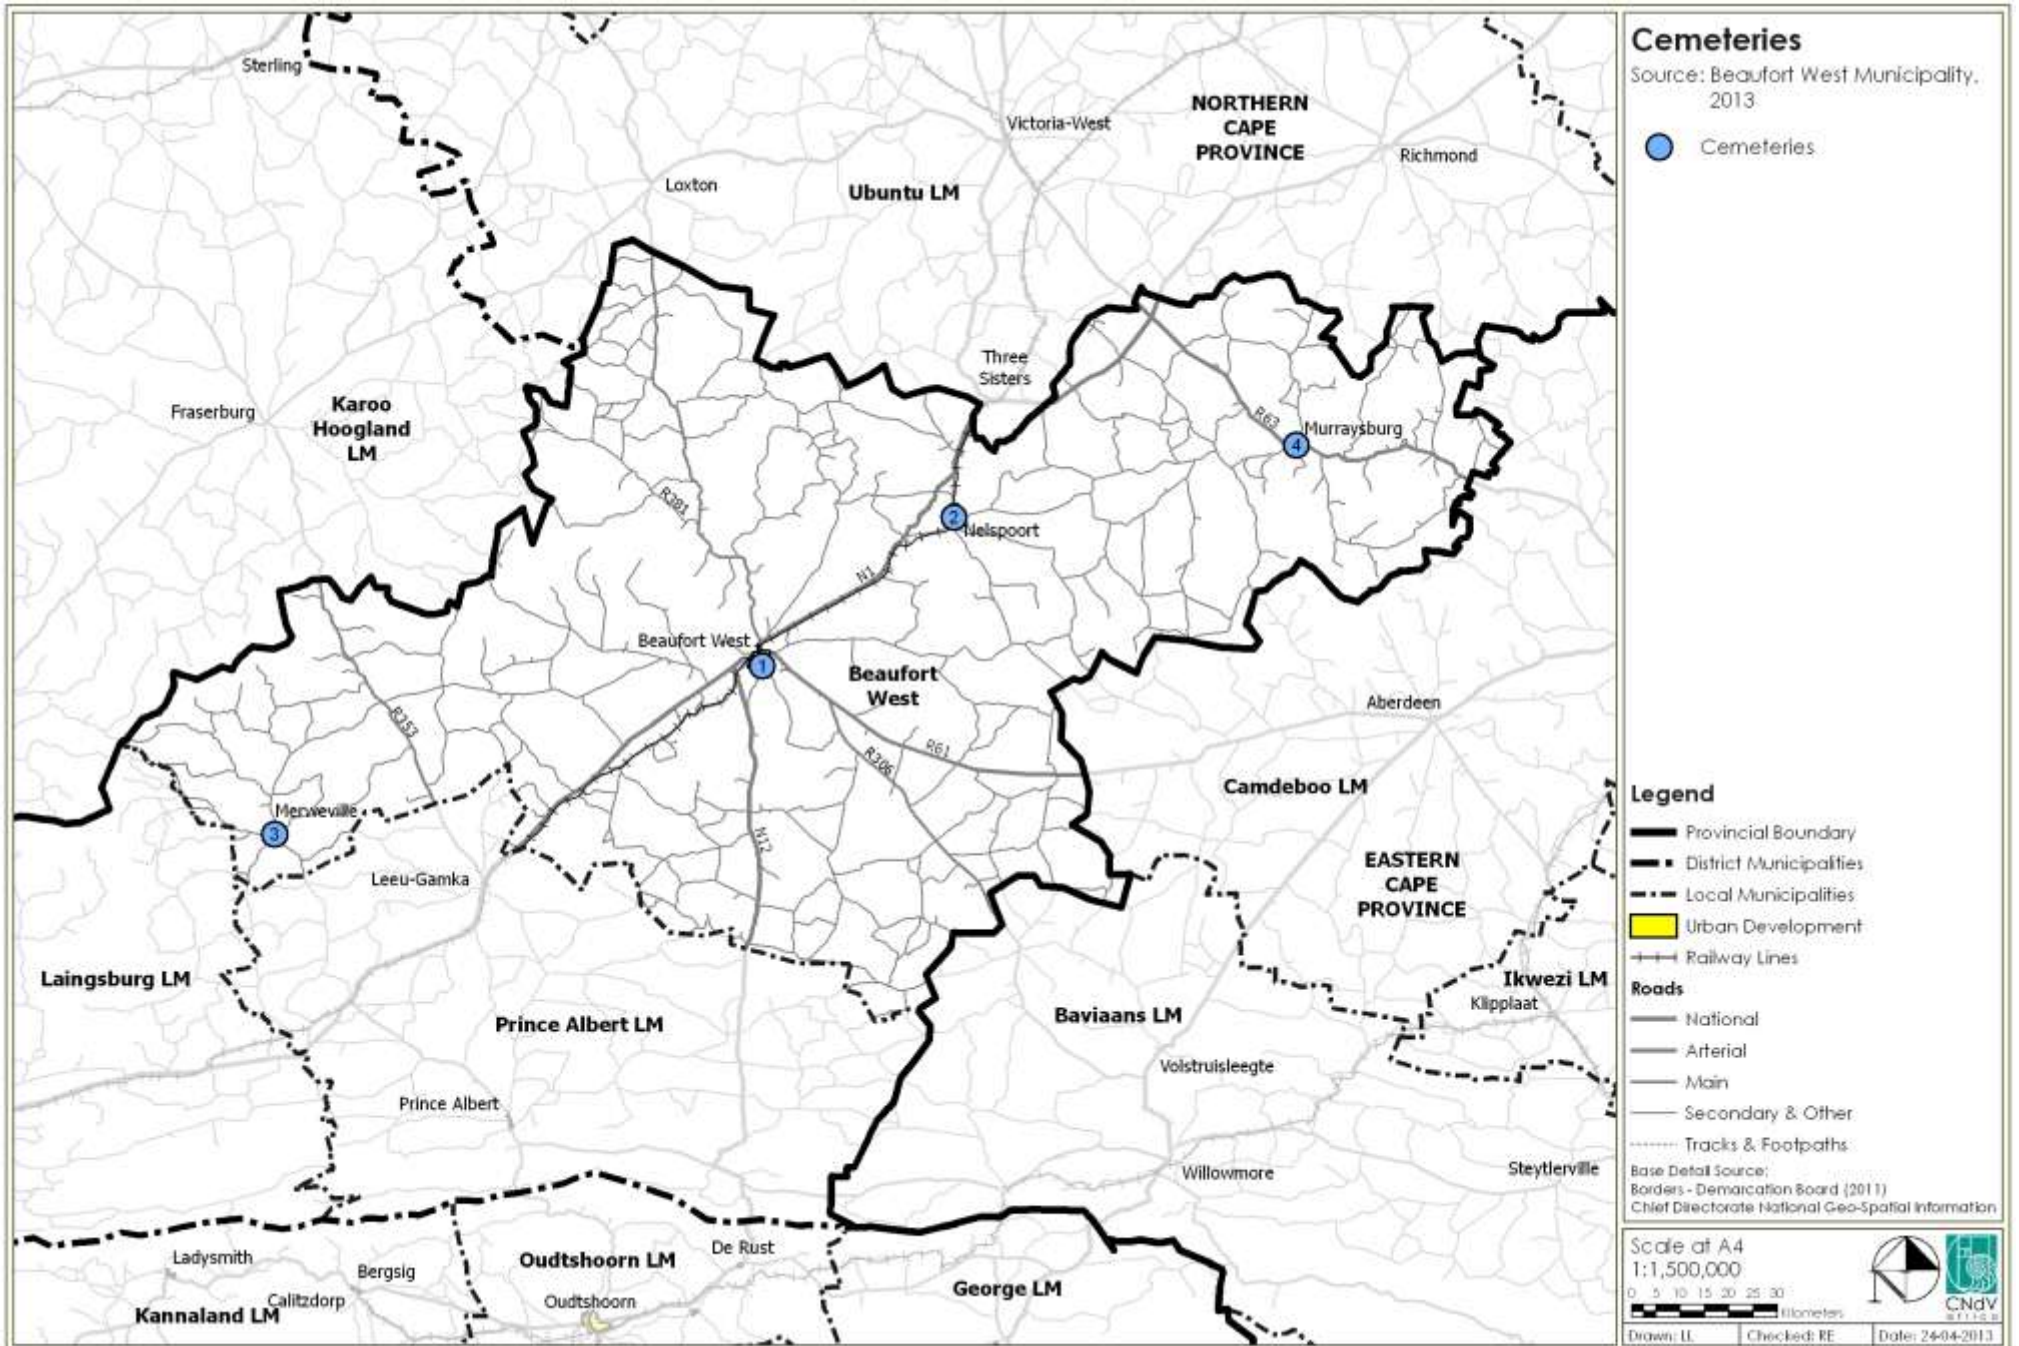 Sterling
Victoria-West
NORTHERN
CAPE
PROVINCE
Richmond
Loxton
Ubuntu LM
Three
Sisters
Fraserburg
Karoo
Hoogland
LM
R63
Murraysburg
4
R381
2
Nelspoort
N1
Beaufort West
1
Beaufort
West
Aberdeen
R353
R61
R306
Camdeboo LM
Merweville
3
N12
Leeu-Gamka
EASTERN
CAPE
PROVINCE
Laingsburg LM
Ikwezi LM
Klipplaat
Prince Albert LM
Baviaans LM
Volstruisleegte
Prince Albert
Willowmore
Steytlerville
Ladysmith
Oudtshoorn LM
De Rust
Bergsig
George LM
Calitzdorp
Oudtshoorn
Kannaland LM
Cemeteries
Source: Beaufort West Municipality.
2013
Cemeteries
Legend
Provincial Boundary
District Municipalities
Local Municipalities
Urban Development
Railway Lines
Roads
National
Arterial
Main
Secondary & Other
Tracks & Footpaths
Base Detail Source:
Borders - Demarcation Board (2011)
Chief Directorate National Geo-Spatial Information
Scale at A4
1:1,500,000
0 5 10 15 20 25 30
Kilometers
N
CNdV
Drawn: LL
Checked: RE
Date: 24-04-2013